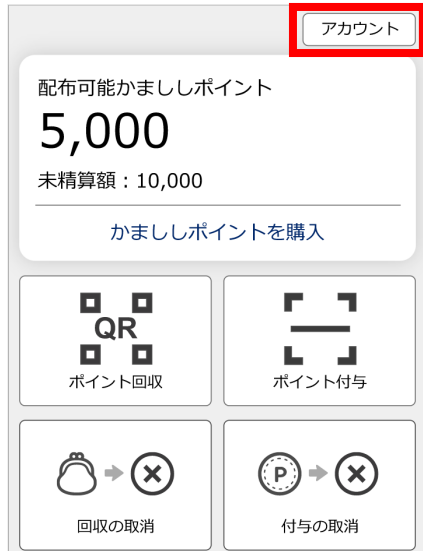 アカウント
配布可能かまししポイント
5,000
未精算額：10,000
かまししポイントを購入
QR
ポイント回収
ポイント付与
P
回収の取消
付与の取消